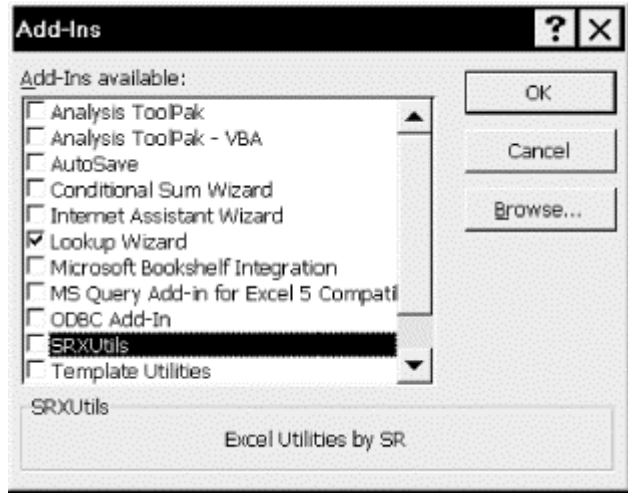 Add-Ins
Add-Ins available:
Analysis ToolPak
Analysis ToolPak - VBA
AutoSave
Conditional Sum Wizard
Internet Assistant Wizard
Lookup Wizard
Microsoft Bookshelf Integration
MS Query Add-in for Excel 5 Compati
ODBC Add-In
SRXUtils
Template Utilities
OK
Cancel
Browse...
SRXUtils
Excel Utilities by SR